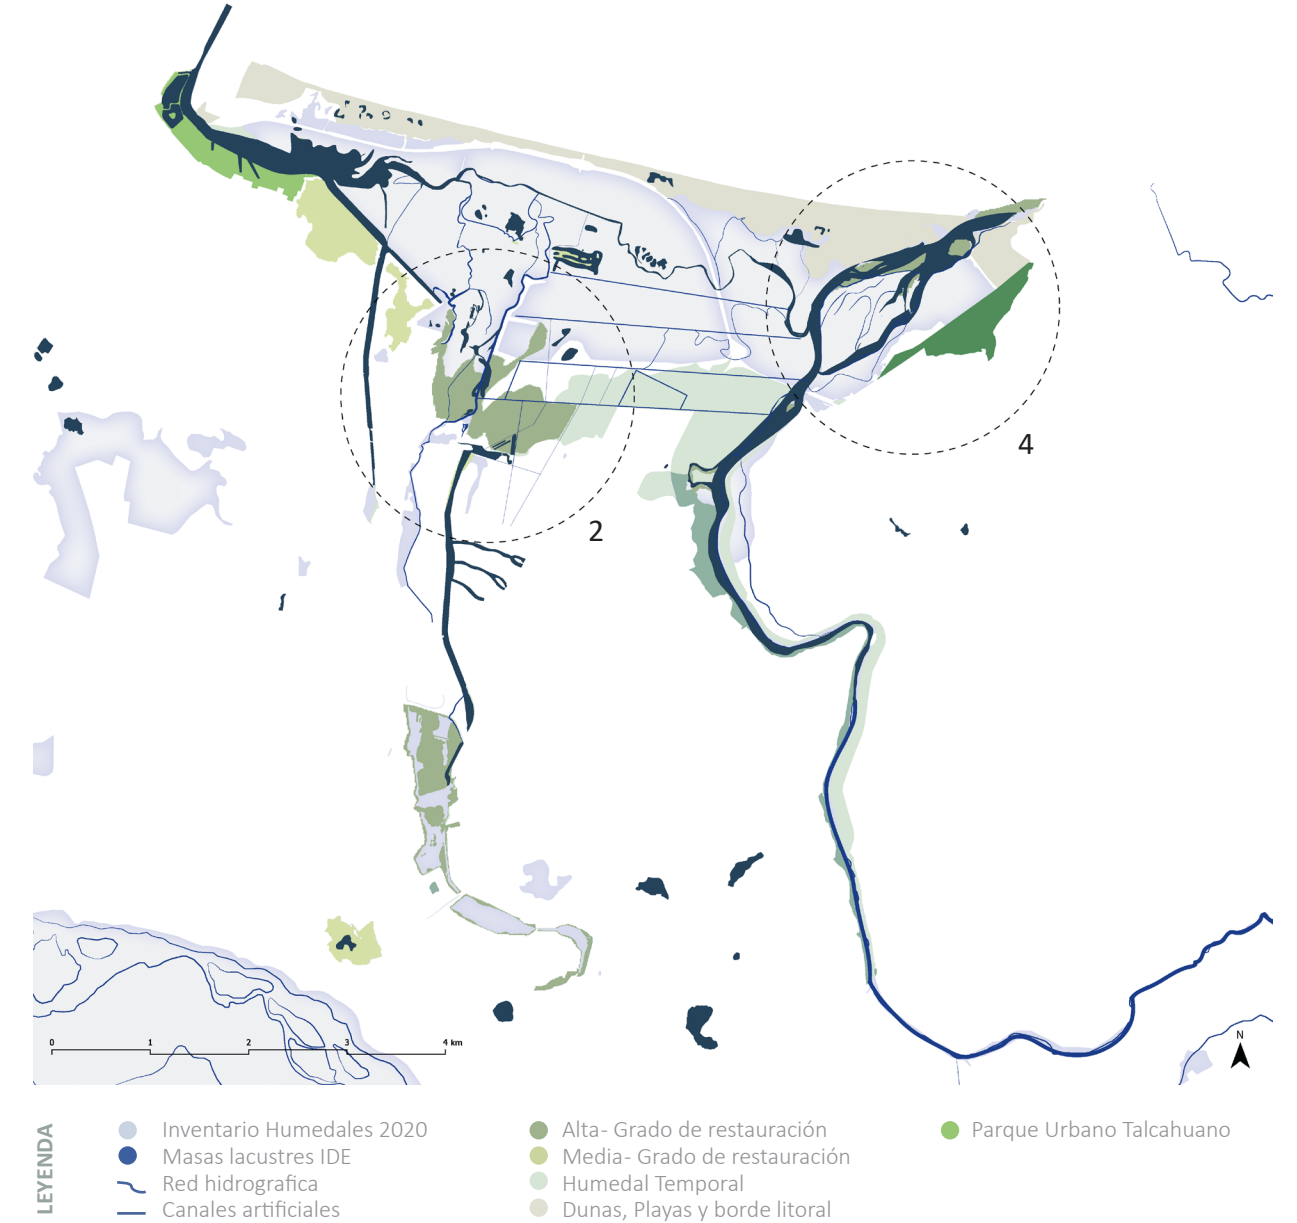 4
2
0 1 2 3 4 km
N
LEYENDA
Inventario Humedales 2020
Masas lacustres IDE
Red hidrografica
Canales artificiales
Alta- Grado de restauración
Media- Grado de restauración
Humedal Temporal
Dunas, Playas y borde litoral
Parque Urbano Talcahuano